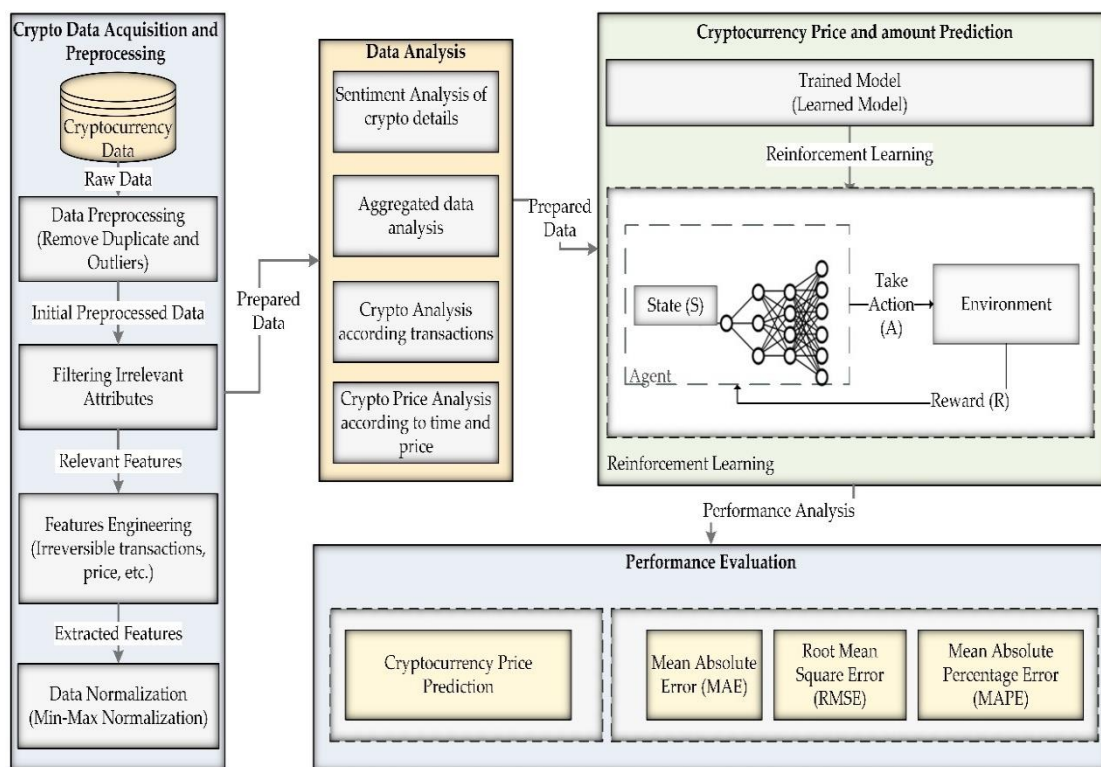 Crypto Data Acquisition and
Preprocessing
Cryptocurrency
Data
Raw Data
Data Preprocessing
(Remove Duplicate and
Outliers)
Initial Preprocessed Data
Filtering Irrelevant
Attributes
Relevant Features
Features Engineering
(Irreversible transactions,
price, etc.)
Extracted Features
Data Normalization
(Min-Max Normalization)
Prepared
Data
Data Analysis
Sentiment Analysis of
crypto details
Aggregated data
analysis
Crypto Analysis
according transactions
Crypto Price Analysis
according to time and
price
Prepared
Data
Cryptocurrency Price and amount Prediction
Trained Model
(Learned Model)
Reinforcement Learning
State (S)
Agent
Take
Action
(A)
Environment
Reward (R)
Reinforcement Learning
Performance Analysis
Performance Evaluation
Cryptocurrency Price
Prediction
Mean Absolute
Error (MAE)
Root Mean
Square Error
(RMSE)
Mean Absolute
Percentage Error
(MAPE)